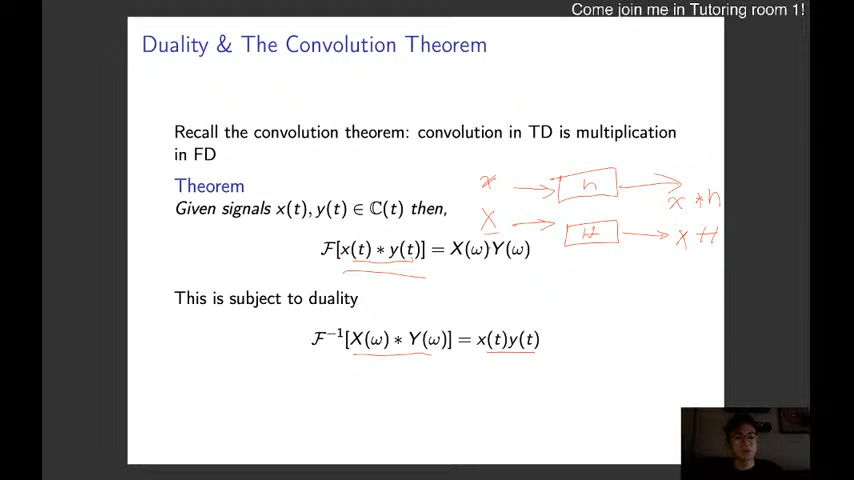 Come join me in Tutoring room 1!
Duality & The Convolution Theorem
Recall the convolution theorem: convolution in TD is multiplication
in FD
Theorem
Given signals x(t), y(t) ∈ ℂ(t) then,
ℱ[x(t) ∗ y(t)] = X(ω)Y(ω)
This is subject to duality
ℱ⁻¹[X(ω) ∗ Y(ω)] = x(t)y(t)
x → h → x * h
X → H → X H